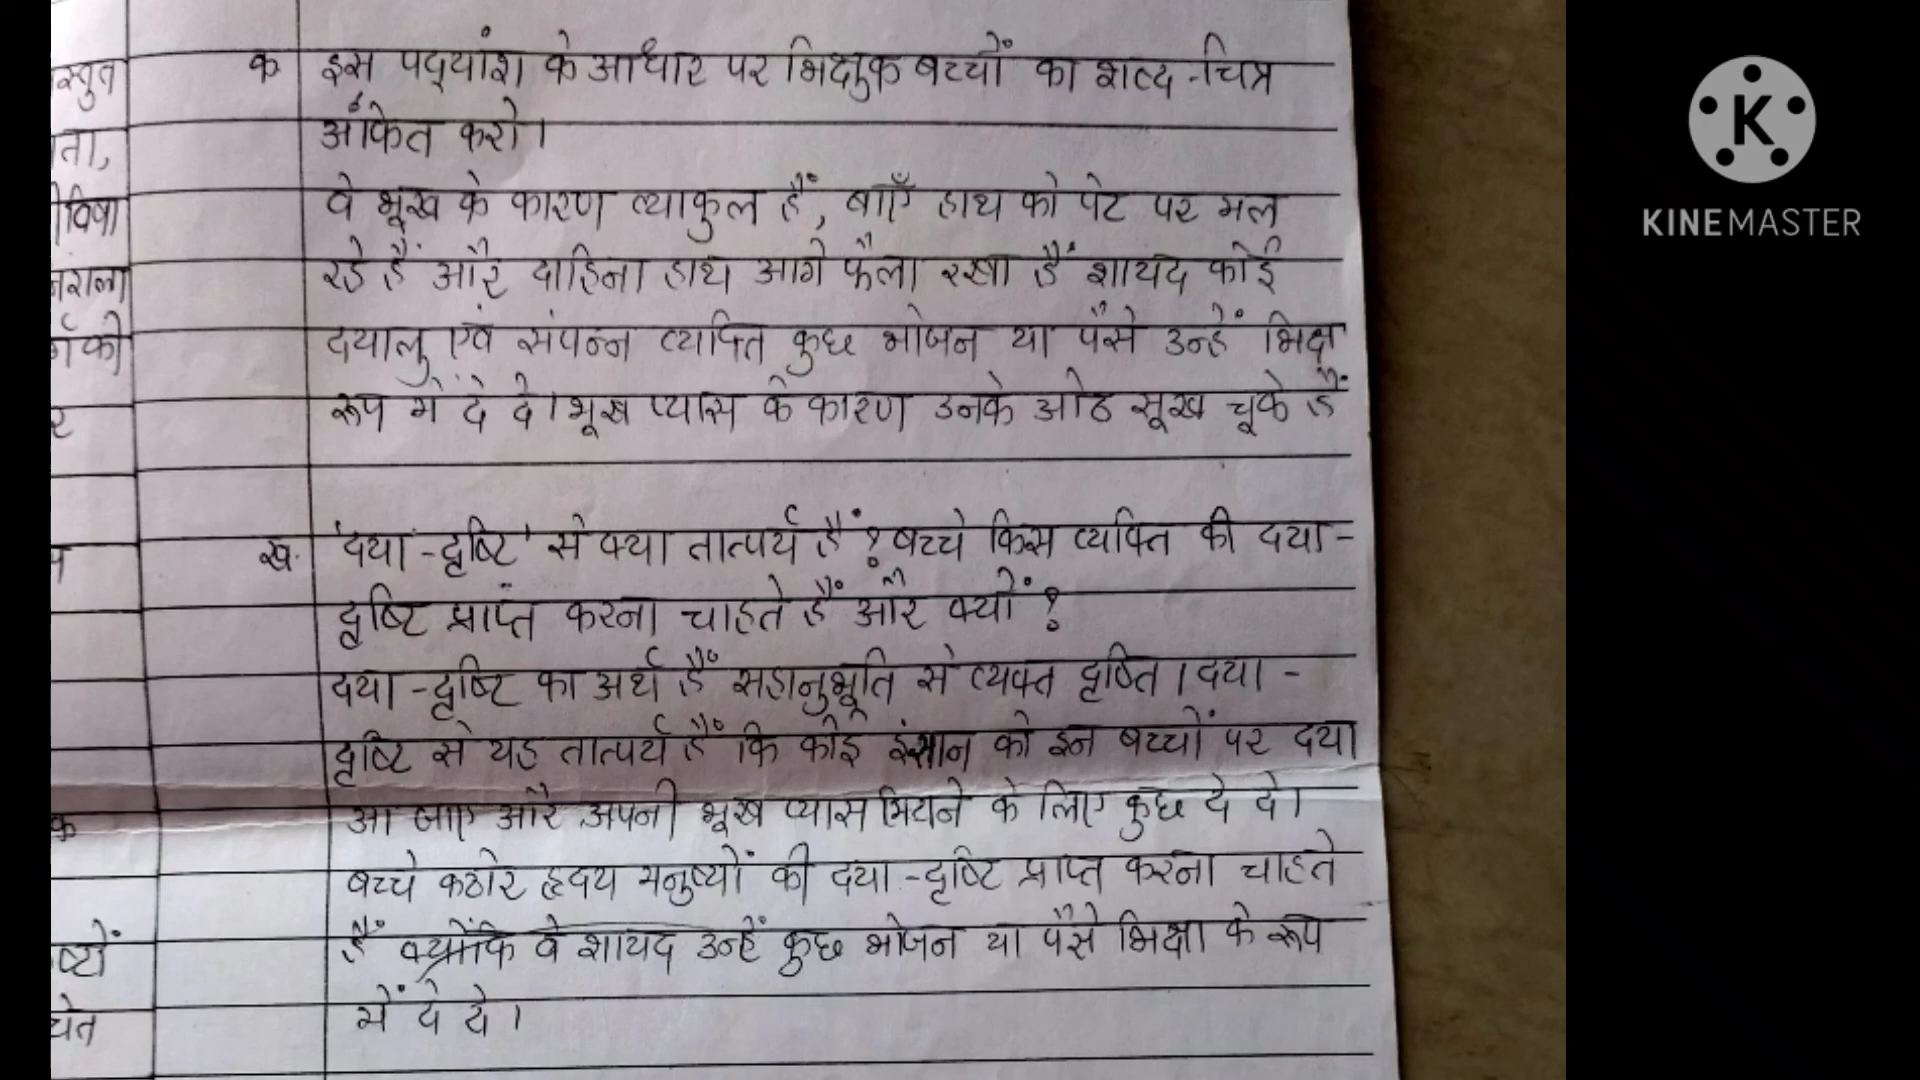 क इस पद्‌यांश के आधार पर भिक्षुक बच्चों का शब्द-चित्र
अंकित करो।
वे भूख के कारण व्याकुल हैं, बाएँ हाथ को पेट पर मल
रहे हैं और दाहिना हाथ आगे फैला रखा हैं शायद कोई
दयालु एवं संपन्न व्यक्ति कुछ भोजन या पैसे उन्हें भिक्ष
रूप में दे दे। भूख प्यास के कारण उनके ओठ सूख चूके हैं
ख. 'दया-दृष्टि' से क्या तात्पर्य हैं? बच्चे किस व्यक्ति की दया-
दृष्टि प्राप्त करना चाहते हैं और क्यों?
दया-दृष्टि का अर्थ हैं सहानुभूति से व्यक्त दृष्ति। दया-
दृष्टि से यह तात्पर्य हैं कि कोई इंसान को इन बच्चों पर दया
आ जाए और अपनी भूख प्यास मिटाने के लिए कुछ दे दे।
बच्चे कठोर हृदय मनुष्यों की दया-दृष्टि प्राप्त करना चाहते
हैं क्योंकि वे शायद उन्हें कुछ भोजन या पैसे भिक्षा के रूप
में दे दे।
स्तुत
ता,
की
K
KINEMASTER